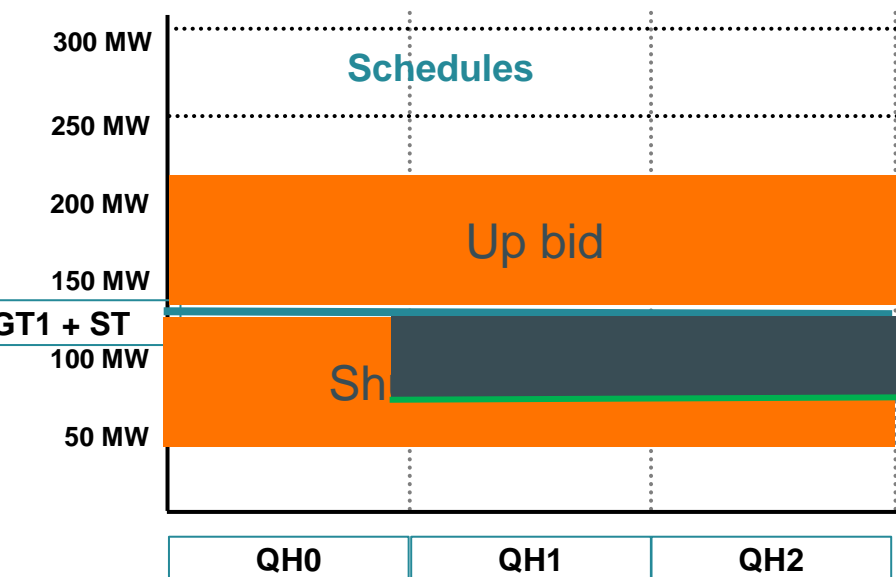 300 MW
Schedules
250 MW
200 MW
Up bid
150 MW
GT1 + ST
100 MW
50 MW
QH0
QH1
QH2